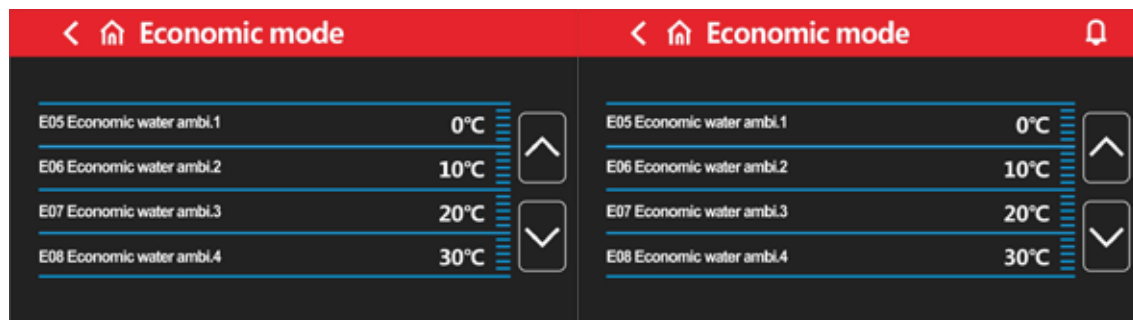 Economic mode
E05 Economic water ambi.1 0°C
E06 Economic water ambi.2 10°C
E07 Economic water ambi.3 20°C
E08 Economic water ambi.4 30°C
Economic mode
E05 Economic water ambi.1 0°C
E06 Economic water ambi.2 10°C
E07 Economic water ambi.3 20°C
E08 Economic water ambi.4 30°C